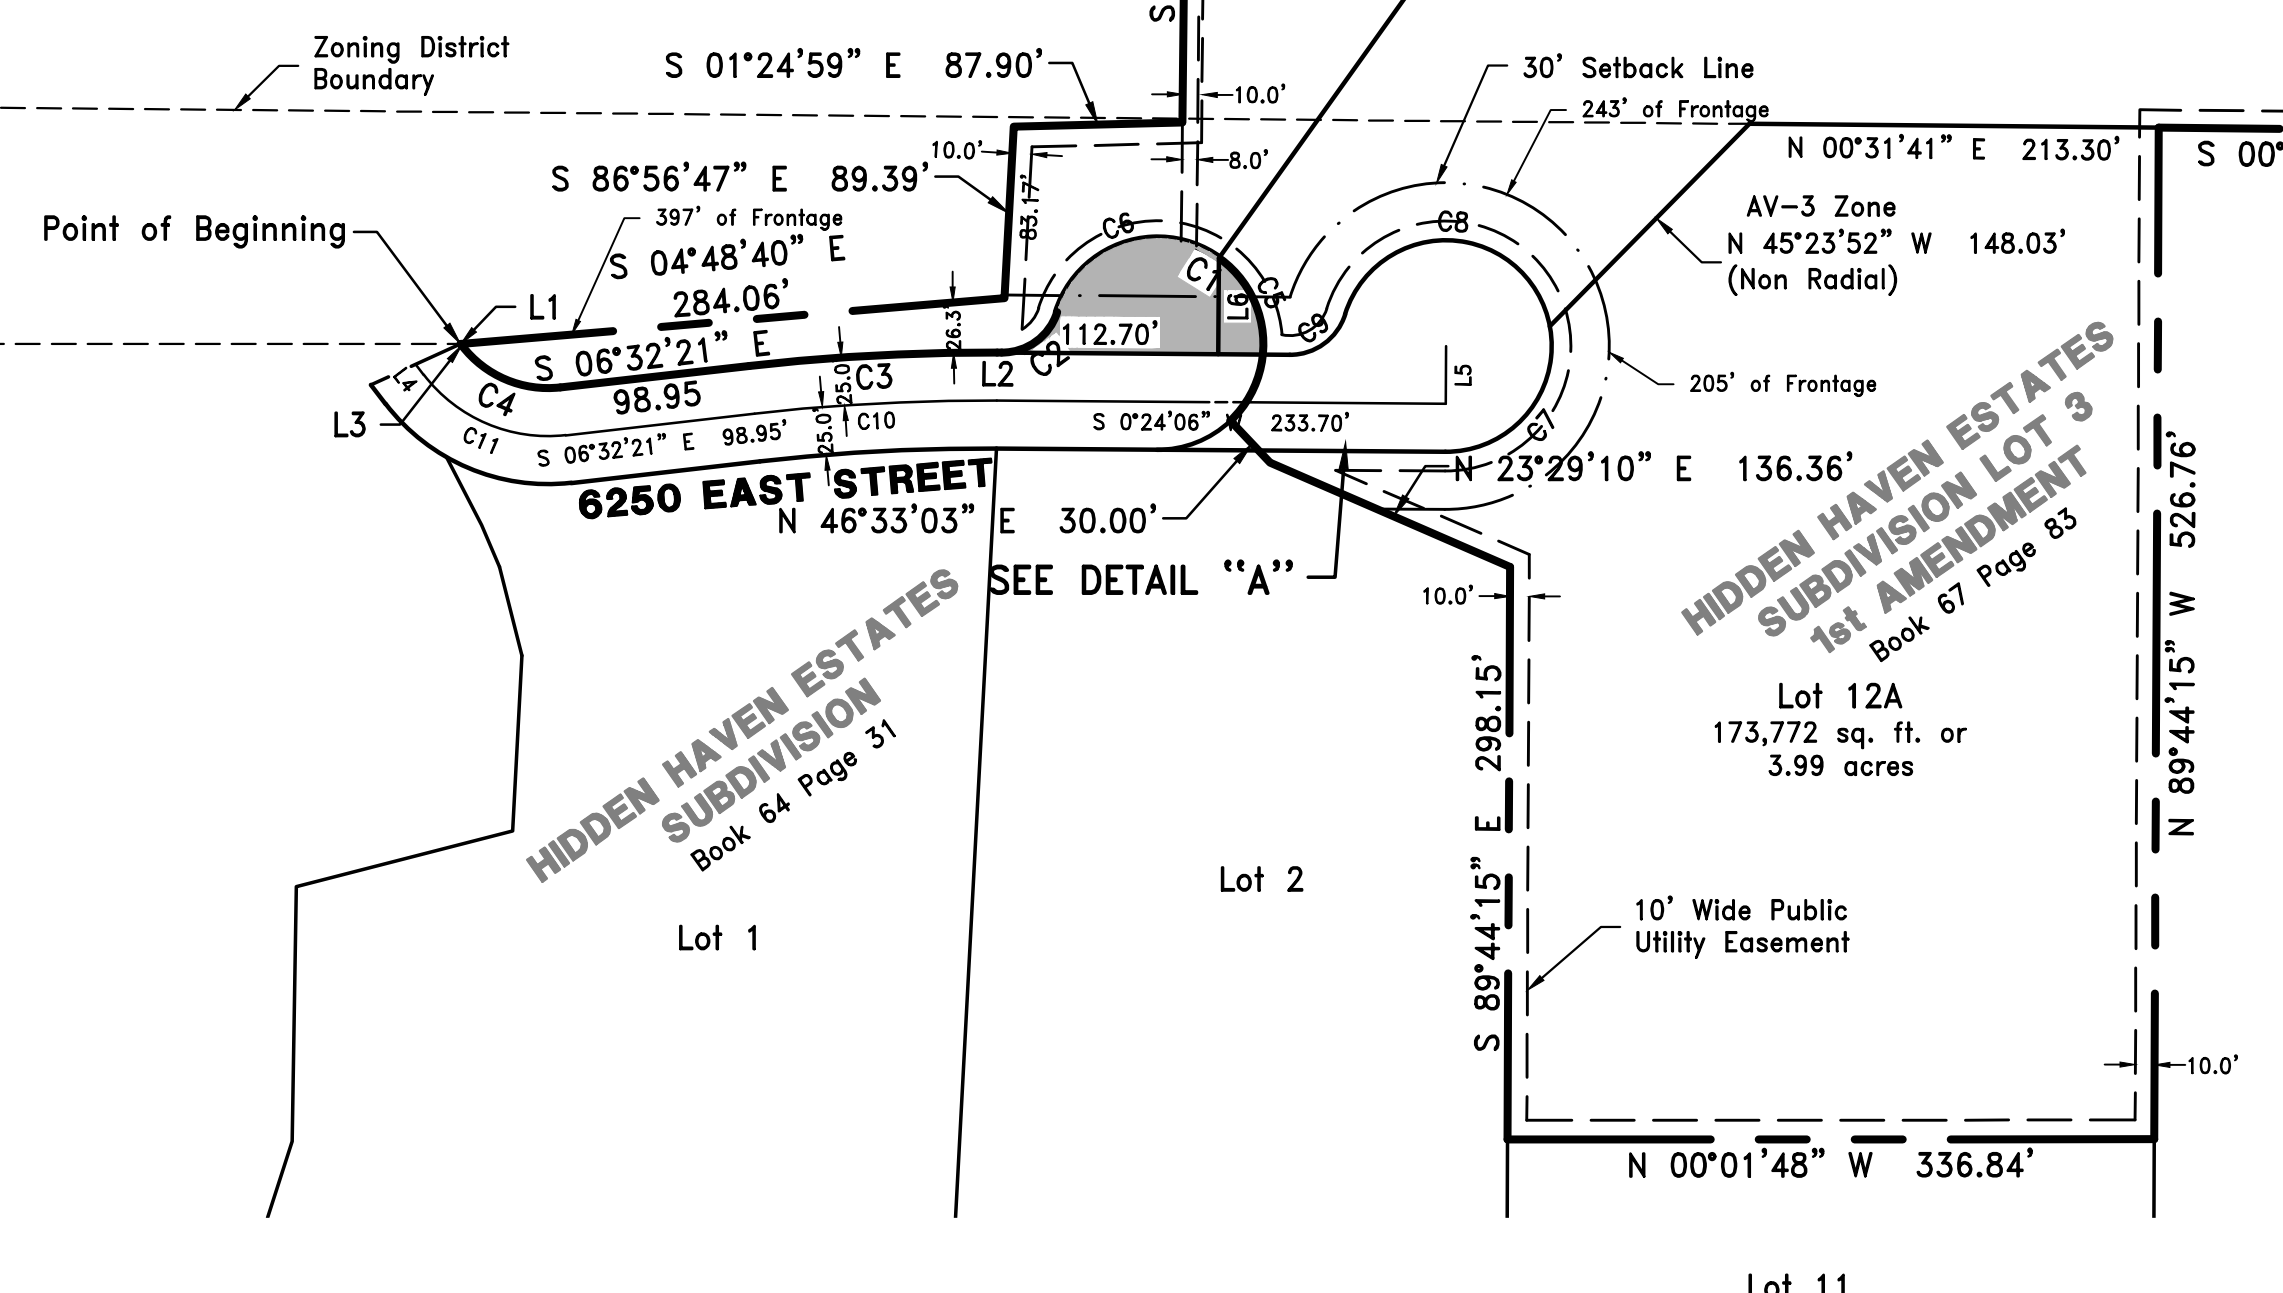 S
Zoning District
Boundary
S 01°24'59" E 87.90'
10.0'
30' Setback Line
243' of Frontage
N 00°31'41" E 213.30'
S 00°
10.0'
8.0'
S 86°56'47" E 89.39'
83.17'
397' of Frontage
Point of Beginning
S 04°48'40" E
284.06'
AV-3 Zone
N 45°23'52" W 148.03'
(Non Radial)
C6
C8
C1
C5
L6
C9
L1
26.3'
112.70'
C2
S 06°32'21" E
98.95
C3
L2
25.0'
L4
C4
L3
C11
S 06°32'21" E 98.95'
25.0'
C10
S 0°24'06"
233.70'
L5
C7
205' of Frontage
6250 EAST STREET
N 46°33'03" E 30.00'
N 23°29'10" E 136.36'
SEE DETAIL "A"
10.0'
HIDDEN HAVEN ESTATES
SUBDIVISION LOT 3
1st AMENDMENT
Book 67 Page 83
N 89°44'15" W 526.76'
HIDDEN HAVEN ESTATES
SUBDIVISION
Book 64 Page 31
S 89°44'15" E 298.15'
Lot 12A
173,772 sq. ft. or
3.99 acres
Lot 2
Lot 1
10' Wide Public
Utility Easement
10.0'
N 00°01'48" W 336.84'
Lot 11